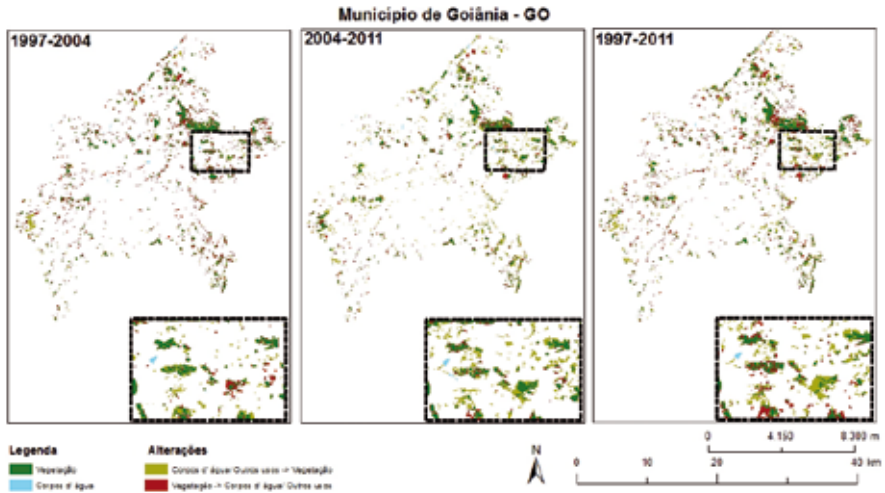 Município de Goiânia - GO
1997-2004
2004-2011
1997-2011
Legenda
Vegetação
Corpos d' água
Alterações
Corpos d' água/ Outros usos -> Vegetação
Vegetação -> Corpos d' água/ Outros usos
N
0 4.150 8.300 m
0 10 20 40 km